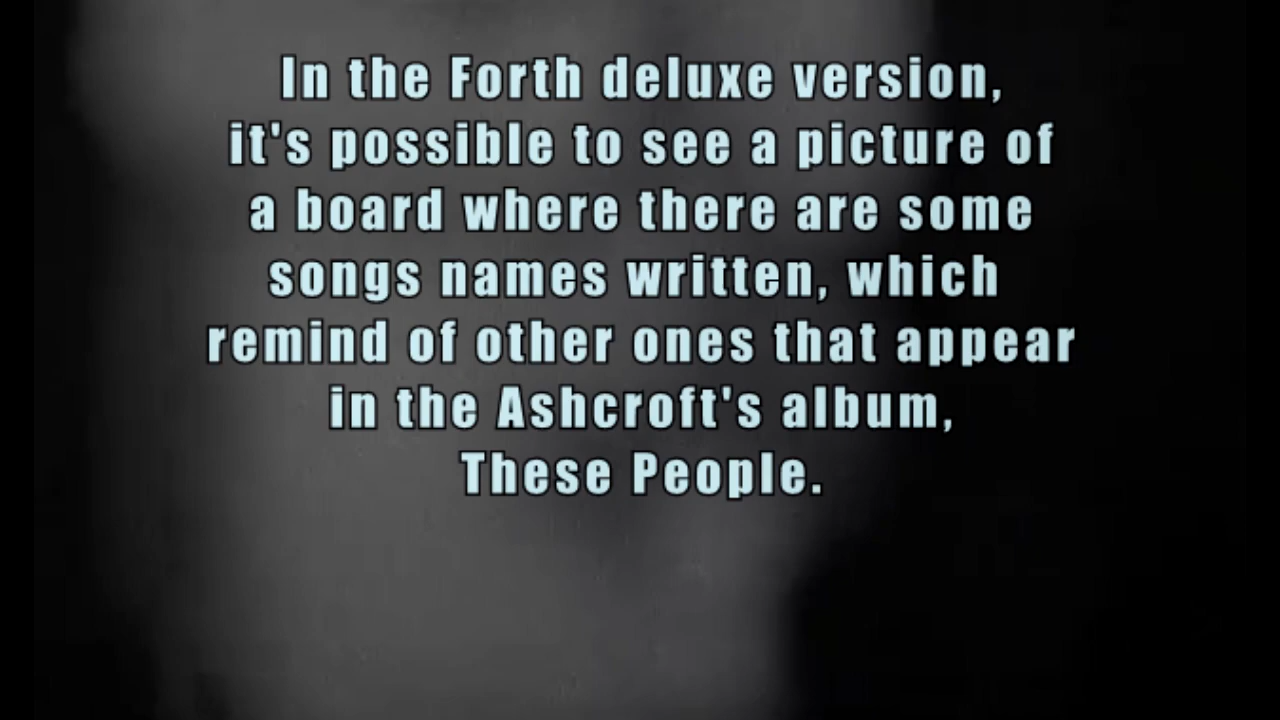 In the Forth deluxe version,
it's possible to see a picture of
a board where there are some
songs names written, which
remind of other ones that appear
in the Ashcroft's album,
These People.